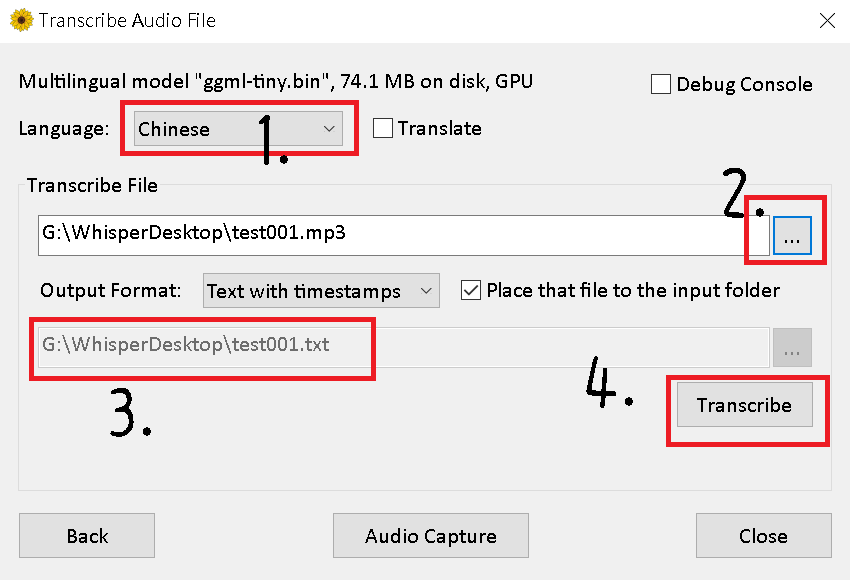 Transcribe Audio File
Multilingual model "ggml-tiny.bin", 74.1 MB on disk, GPU
Debug Console
Language: Chinese Translate
1.
Transcribe File
2.
G:\WhisperDesktop\test001.mp3 ...
Output Format: Text with timestamps Place that file to the input folder
G:\WhisperDesktop\test001.txt ...
3.
4.
Transcribe
Back Audio Capture Close